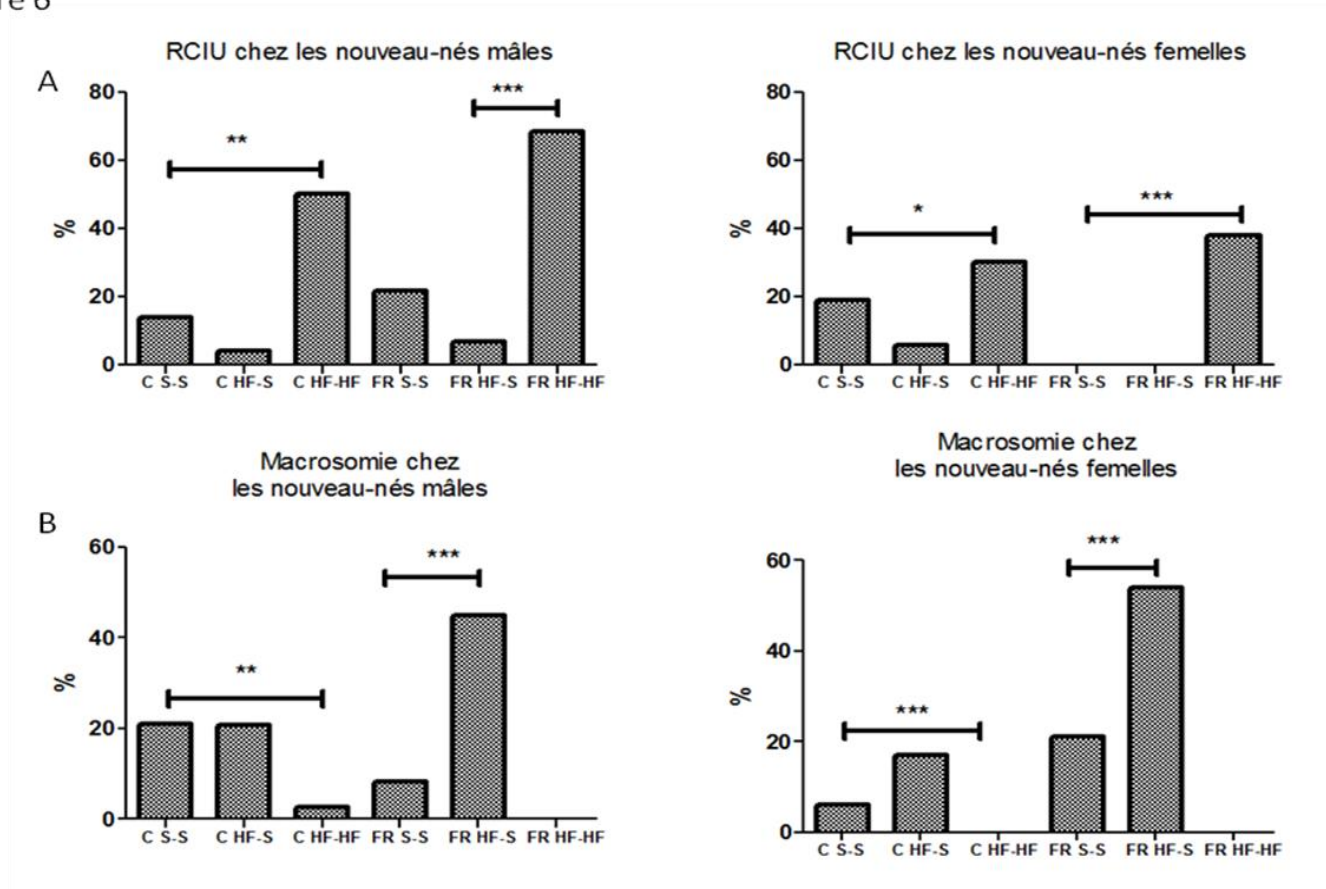 6
RCIU chez les nouveau-nés mâles
A
80
60
40
20
0
%
**
***
C S-S C HF-S C HF-HF FR S-S FR HF-S FR HF-HF
RCIU chez les nouveau-nés femelles
80
60
40
20
0
%
*
***
C S-S C HF-S C HF-HF FR S-S FR HF-S FR HF-HF
Macrosomie chez
les nouveau-nés mâles
B
60
40
20
0
%
**
***
C S-S C HF-S C HF-HF FR S-S FR HF-S FR HF-HF
Macrosomie chez
les nouveau-nés femelles
60
40
20
0
%
***
***
C S-S C HF-S C HF-HF FR S-S FR HF-S FR HF-HF